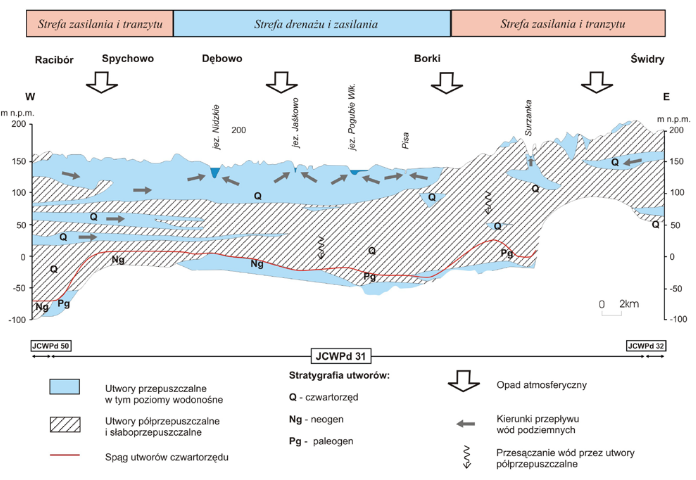 Strefa zasilania i tranzytu Strefa drenażu i zasilania Strefa zasilania i tranzytu
Racibór Spychowo Dębowo Borki Świdry
W E
m n.p.m. m n.p.m.
jez. Nidzkie
200
jez. Jaśkowo
jez. Pogubie Wlk.
Pisa
Surzanka
200 200
150 150
100 100
50 50
0 0
-50 -50
-100 -100
Q
Q
Q
Q
Q
Q
Q
Q
Q
Q
Ng
Ng
Ng
Pg
Pg
Pg
0 2km
JCWPd 50 JCWPd 31 JCWPd 32
Utwory przepuszczalne
w tym poziomy wodonośne
Utwory półprzepuszczalne
i słaboprzepuszczalne
Spąg utworów czwartorzędu
Stratygrafia utworów:
Q - czwartorzęd
Ng - neogen
Pg - paleogen
Opad atmosferyczny
Kierunki przepływu
wód podziemnych
Przesączanie wód przez utwory
półprzepuszczalne